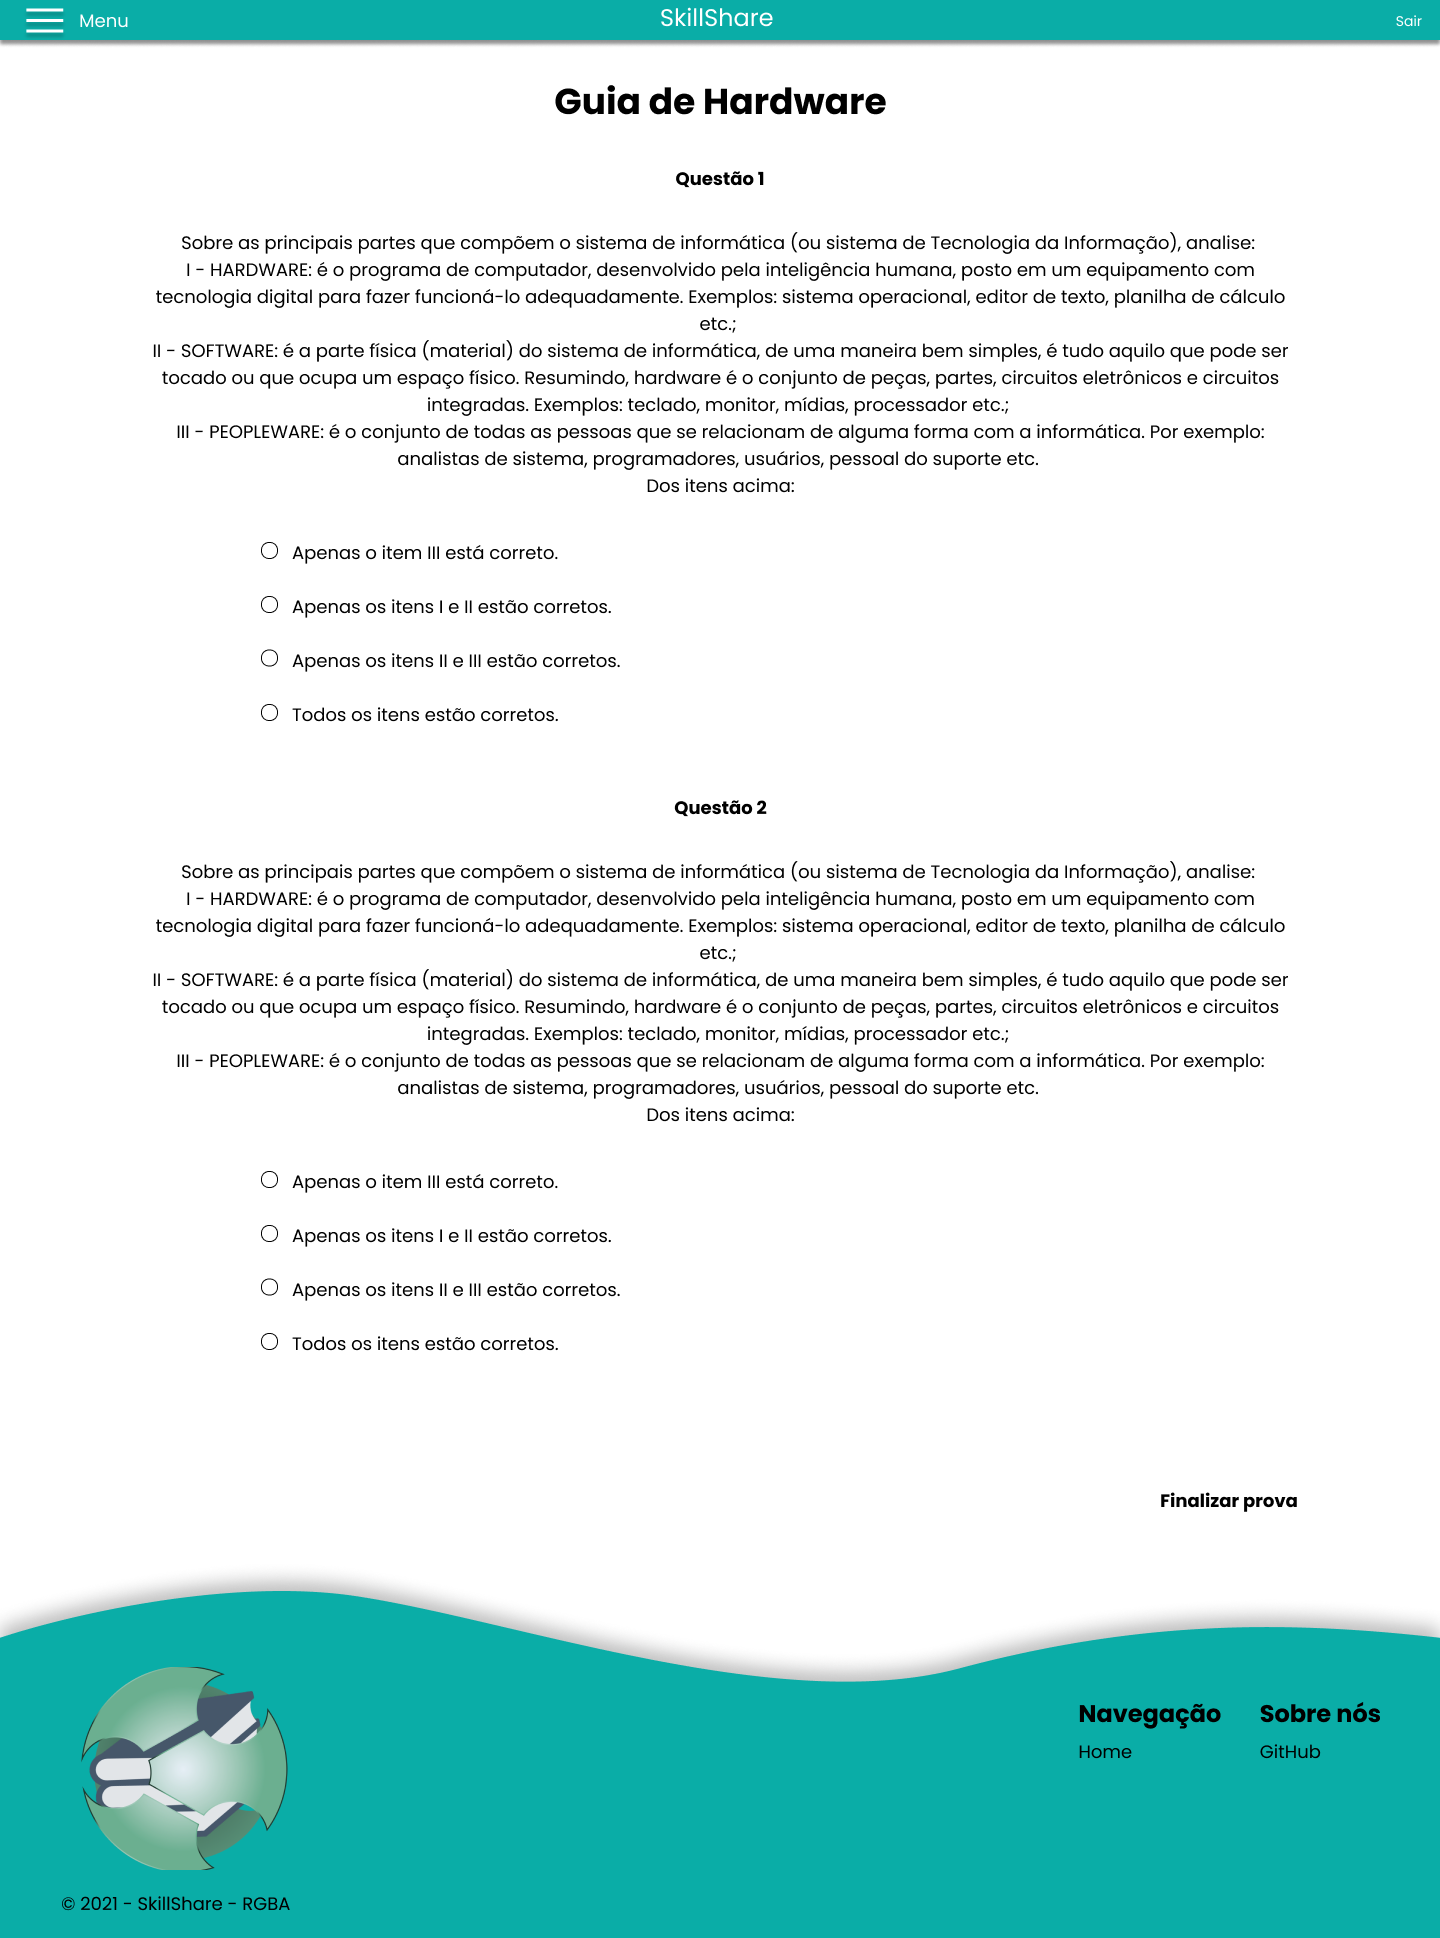 Menu
SkillShare
Sair
Guia de Hardware
Questão 1
Sobre as principais partes que compõem o sistema de informática (ou sistema de Tecnologia da Informação), analise:
I - HARDWARE: é o programa de computador, desenvolvido pela inteligência humana, posto em um equipamento com
tecnologia digital para fazer funcioná-lo adequadamente. Exemplos: sistema operacional, editor de texto, planilha de cálculo
etc.;
II - SOFTWARE: é a parte física (material) do sistema de informática, de uma maneira bem simples, é tudo aquilo que pode ser
tocado ou que ocupa um espaço físico. Resumindo, hardware é o conjunto de peças, partes, circuitos eletrônicos e circuitos
integradas. Exemplos: teclado, monitor, mídias, processador etc.;
III - PEOPLEWARE: é o conjunto de todas as pessoas que se relacionam de alguma forma com a informática. Por exemplo:
analistas de sistema, programadores, usuários, pessoal do suporte etc.
Dos itens acima:
Apenas o item III está correto.
Apenas os itens I e II estão corretos.
Apenas os itens II e III estão corretos.
Todos os itens estão corretos.
Questão 2
Sobre as principais partes que compõem o sistema de informática (ou sistema de Tecnologia da Informação), analise:
I - HARDWARE: é o programa de computador, desenvolvido pela inteligência humana, posto em um equipamento com
tecnologia digital para fazer funcioná-lo adequadamente. Exemplos: sistema operacional, editor de texto, planilha de cálculo
etc.;
II - SOFTWARE: é a parte física (material) do sistema de informática, de uma maneira bem simples, é tudo aquilo que pode ser
tocado ou que ocupa um espaço físico. Resumindo, hardware é o conjunto de peças, partes, circuitos eletrônicos e circuitos
integradas. Exemplos: teclado, monitor, mídias, processador etc.;
III - PEOPLEWARE: é o conjunto de todas as pessoas que se relacionam de alguma forma com a informática. Por exemplo:
analistas de sistema, programadores, usuários, pessoal do suporte etc.
Dos itens acima:
Apenas o item III está correto.
Apenas os itens I e II estão corretos.
Apenas os itens II e III estão corretos.
Todos os itens estão corretos.
Finalizar prova
Navegação
Home
Sobre nós
GitHub
© 2021 - SkillShare - RGBA